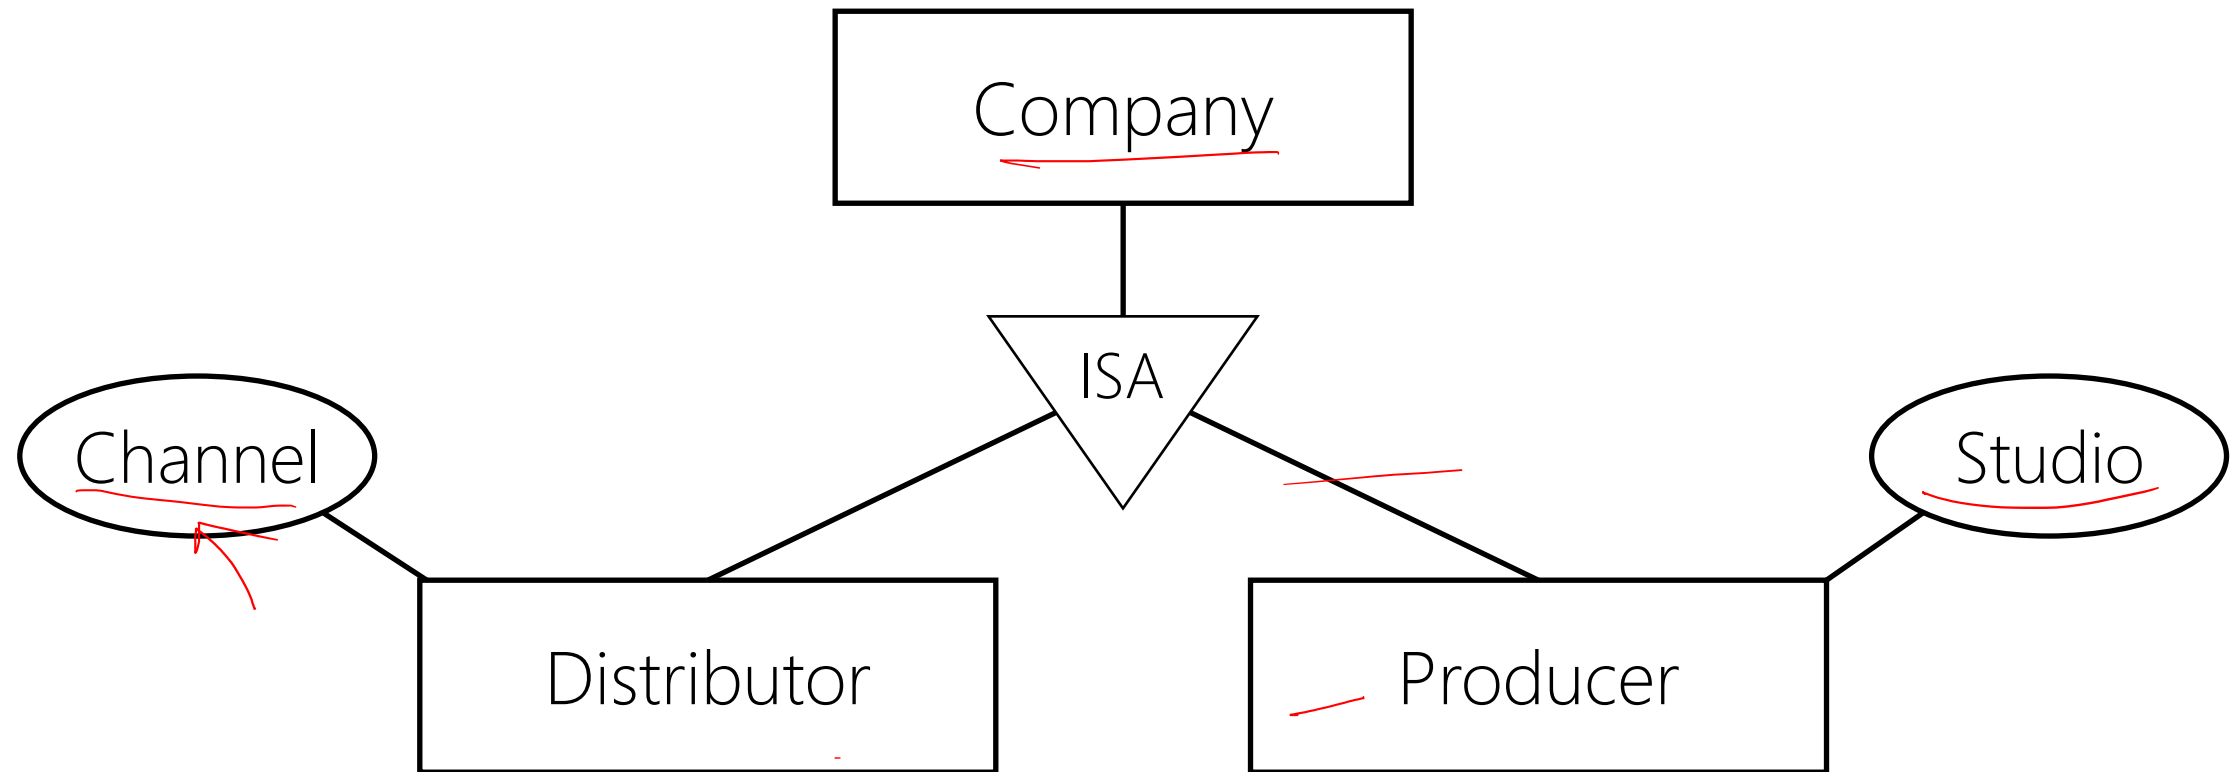 Company
ISA
Channel
Studio
Distributor
Producer